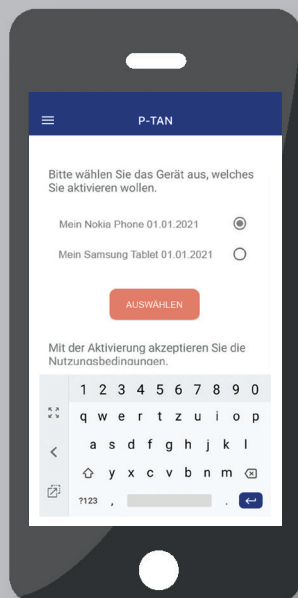 P-TAN
Bitte wählen Sie das Gerät aus, welches
Sie aktivieren wollen.
Mein Nokia Phone 01.01.2021
Mein Samsung Tablet 01.01.2021
AUSWÄHLEN
Mit der Aktivierung akzeptieren Sie die
Nutzungsbedingungen.
1 2 3 4 5 6 7 8 9 0
q w e r t z u i o p
a s d f g h j k l
y x c v b n m
?123 , .